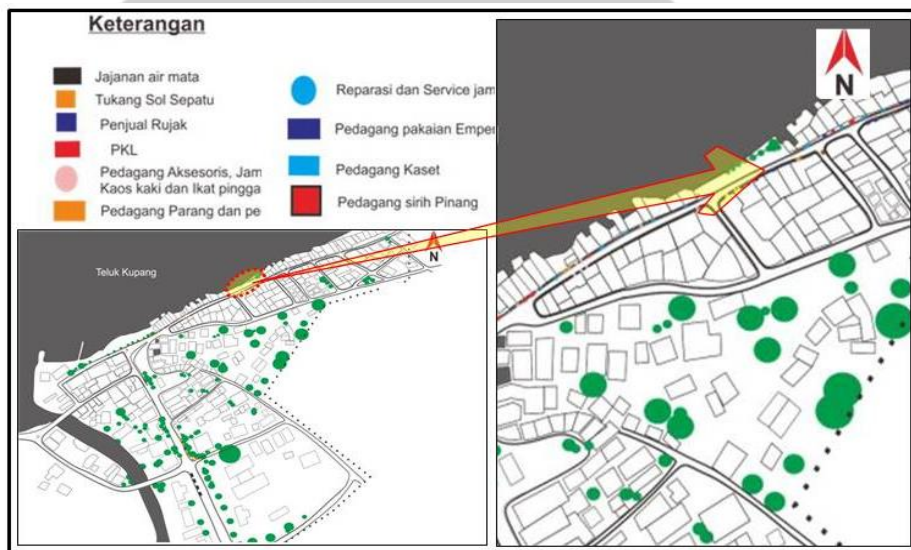 Keterangan
Jajanan air mata
Tukang Sol Sepatu
Penjual Rujak
PKL
Pedagang Aksesoris, Jam
Kaos kaki dan Ikat pingga
Pedagang Parang dan pe
Reparasi dan Service jam
Pedagang pakaian Emper
Pedagang Kaset
Pedagang sirih Pinang
N
Teluk Kupang
N